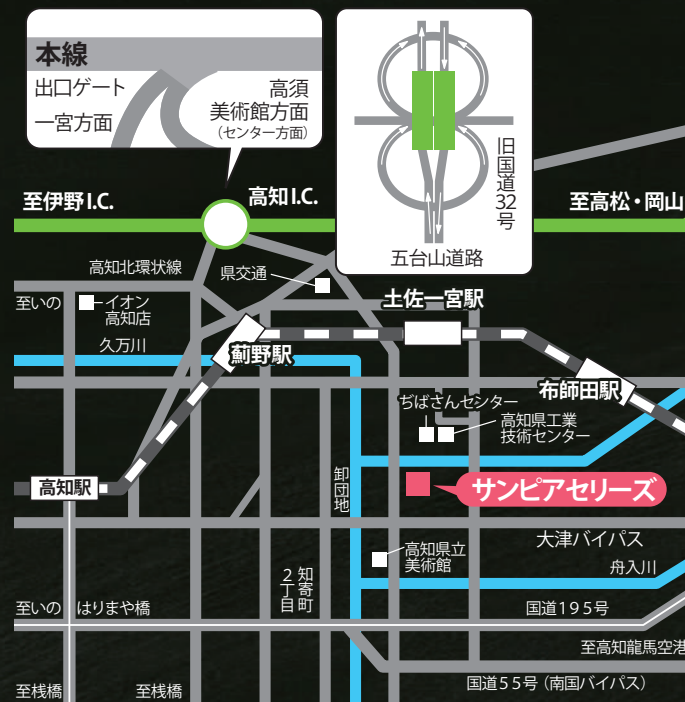 本線
出口ゲート
一宮方面
高須
美術館方面
（センター方面）
旧国道32号
五台山道路
至伊野I.C.
高知I.C.
至高松・岡山
高知北環状線
県交通
至いの
イオン
高知店
久万川
薊野駅
土佐一宮駅
布師田駅
ぢばさんセンター
高知県工業
技術センター
高知駅
卸団地
サンピアセリーズ
大津バイパス
高知県立
美術館
舟入川
知寄町
２丁目
至いの
はりまや橋
国道195号
至高知龍馬空港
国道55号（南国バイパス）
至桟橋
至桟橋